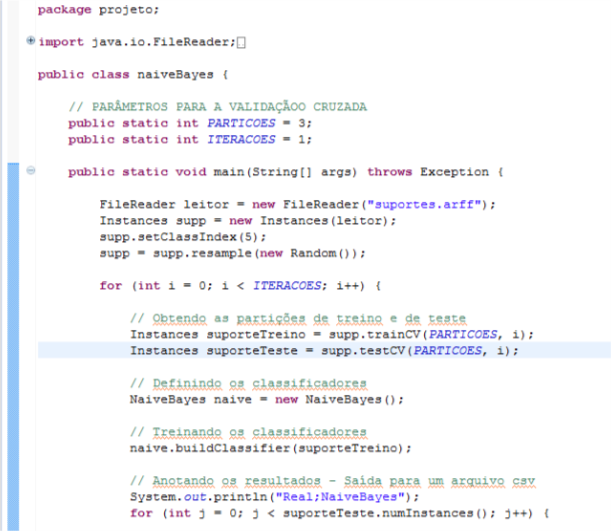 package projeto;
import java.io.FileReader;
public class naiveBayes {
// PARÂMETROS PARA A VALIDAÇÃOO CRUZADA
public static int PARTICOES = 3;
public static int ITERACOES = 1;
public static void main(String[] args) throws Exception {
FileReader leitor = new FileReader("suportes.arff");
Instances supp = new Instances(leitor);
supp.setClassIndex(5);
supp = supp.resample(new Random());
for (int i = 0; i < ITERACOES; i++) {
// Obtendo as partições de treino e de teste
Instances suporteTreino = supp.trainCV(PARTICOES, i);
Instances suporteTeste = supp.testCV(PARTICOES, i);
// Definindo os classificadores
NaiveBayes naive = new NaiveBayes();
// Treinando os classificadores
naive.buildClassifier(suporteTreino);
// Anotando os resultados - Saída para um arquivo csv
System.out.println("Real;NaiveBayes");
for (int j = 0; j < suporteTeste.numInstances(); j++) {